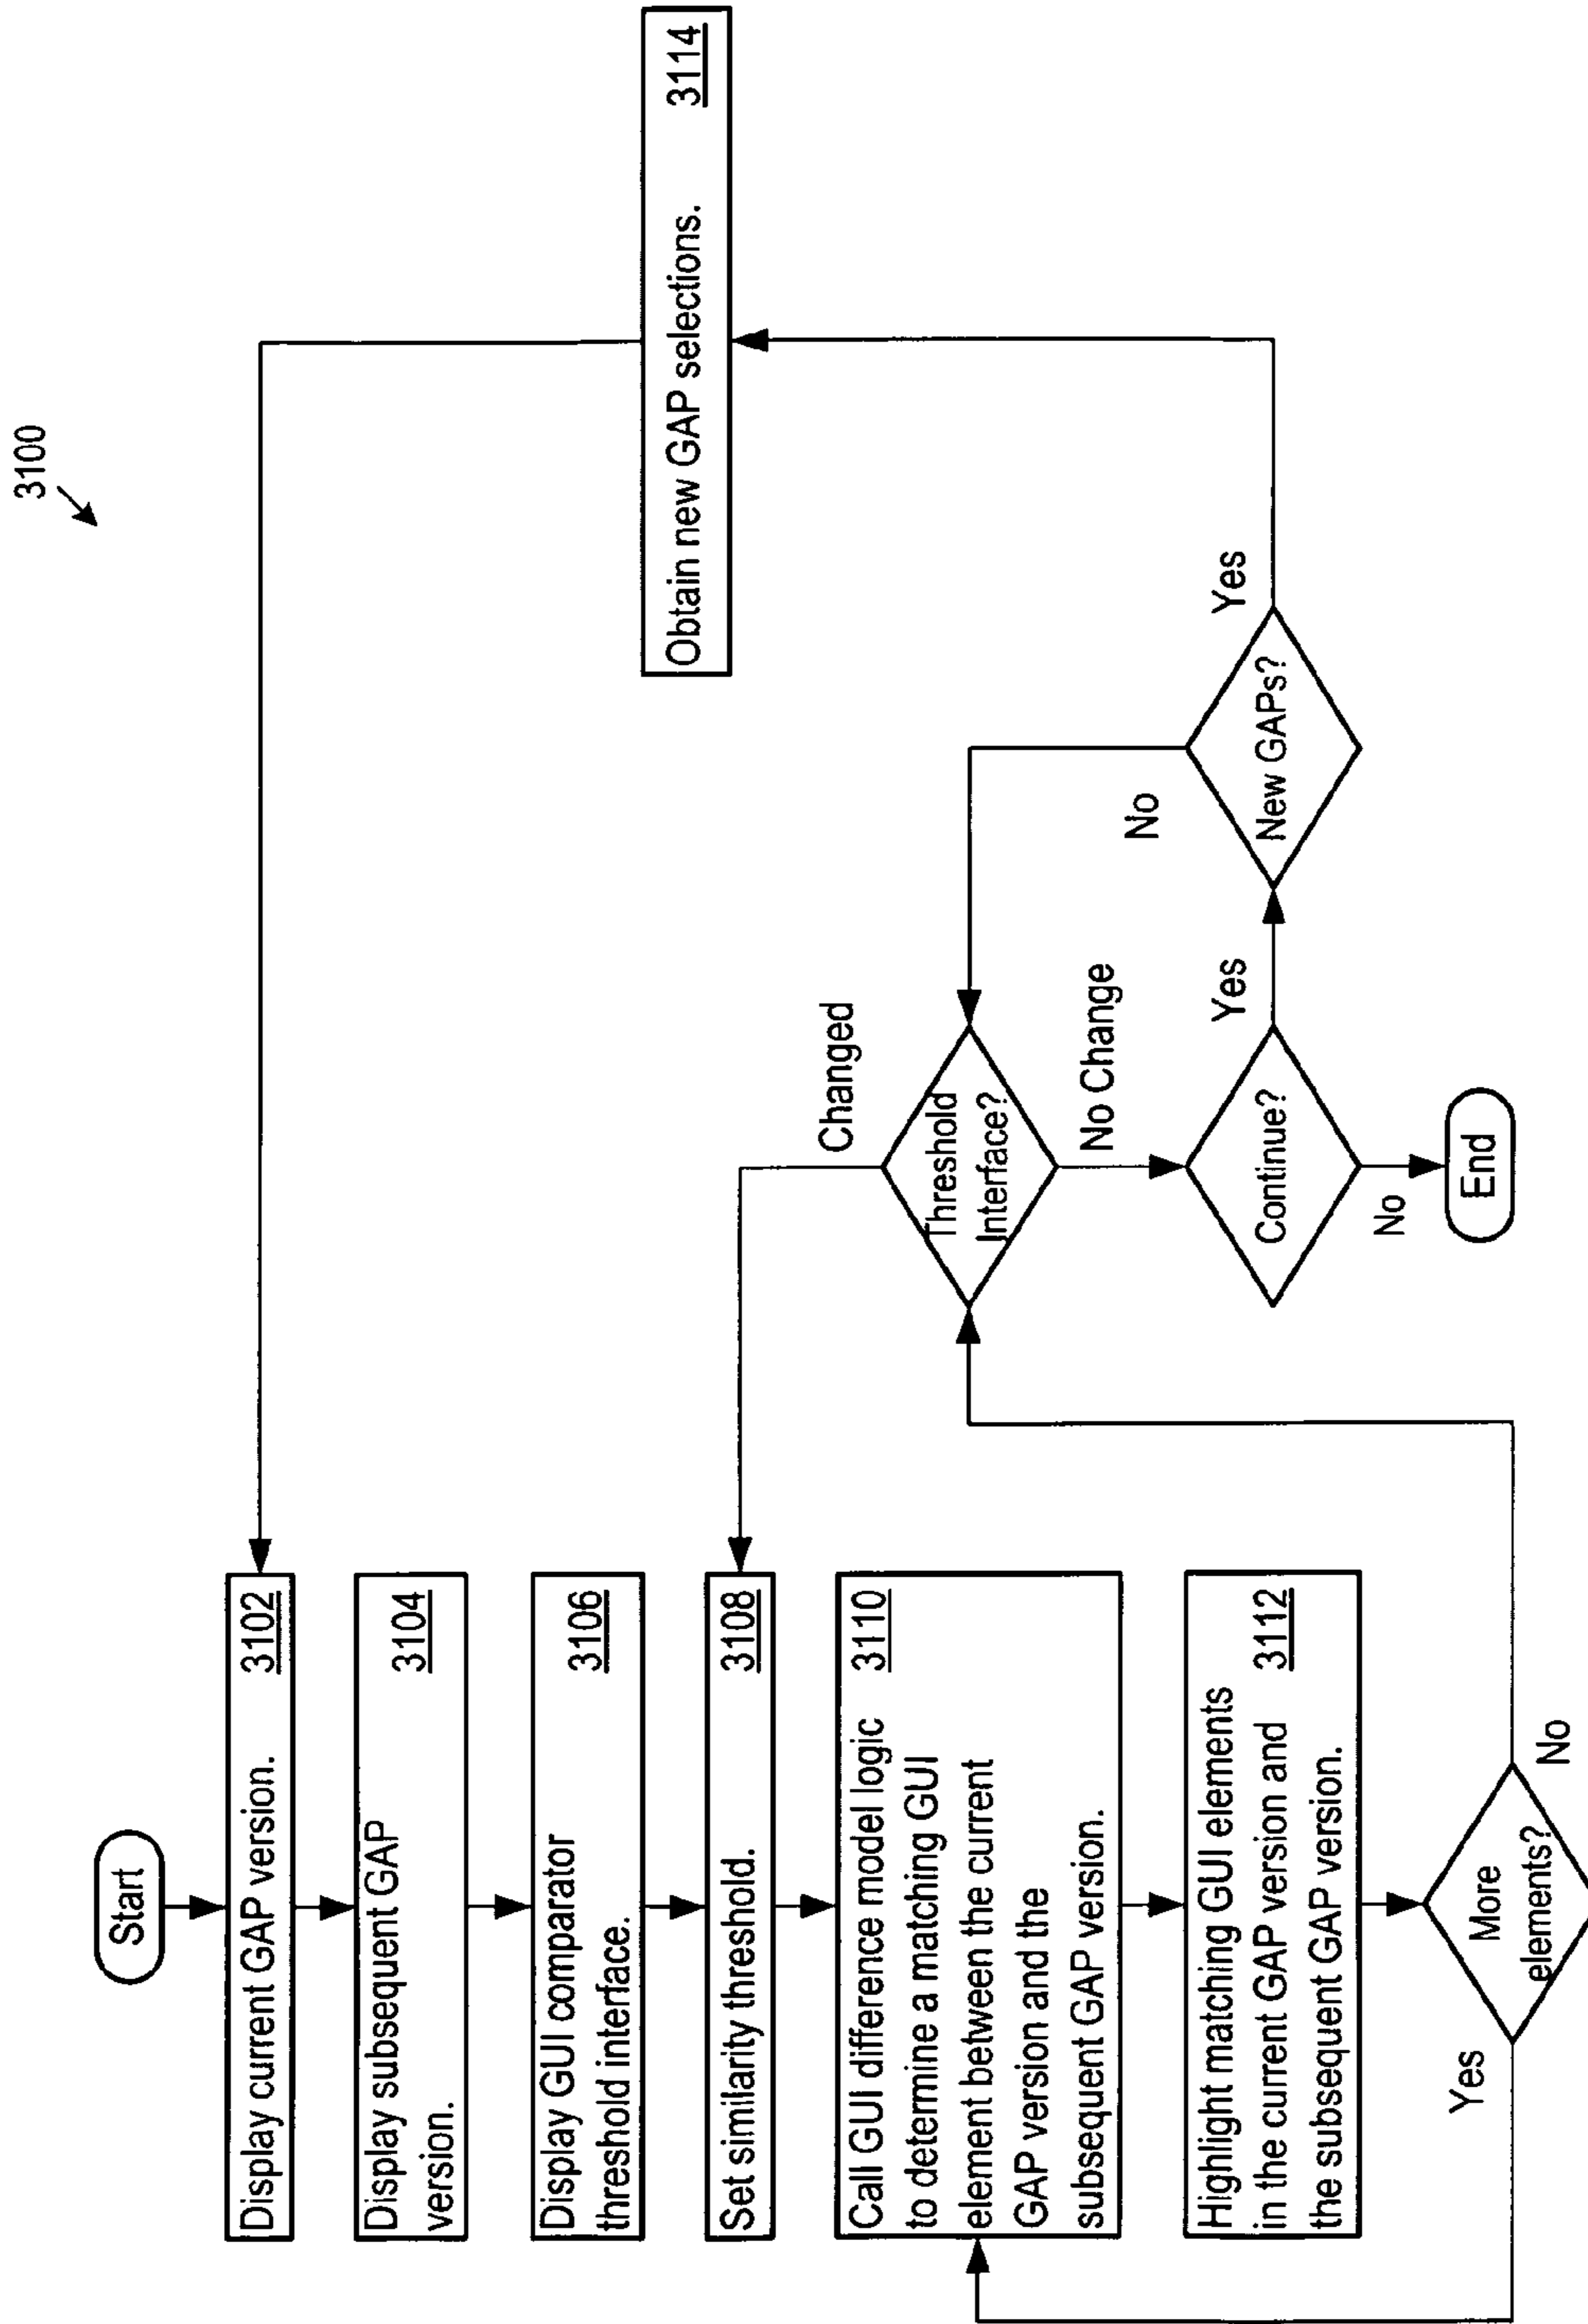 3100
Start
Display current GAP version. 3102
Display subsequent GAP
version. 3104
Display GUI comparator
threshold interface. 3106
Set similarity threshold. 3108
Call GUI difference model logic 3110
to determine a matching GUI
element between the current
GAP version and the
subsequent GAP version.
Highlight matching GUI elements
in the current GAP version and 3112
the subsequent GAP version.
More
elements?
Yes
No
Threshold
Interface?
Changed
No Change
Continue?
Yes
No
End
New GAPs?
No
Yes
Obtain new GAP selections. 3114